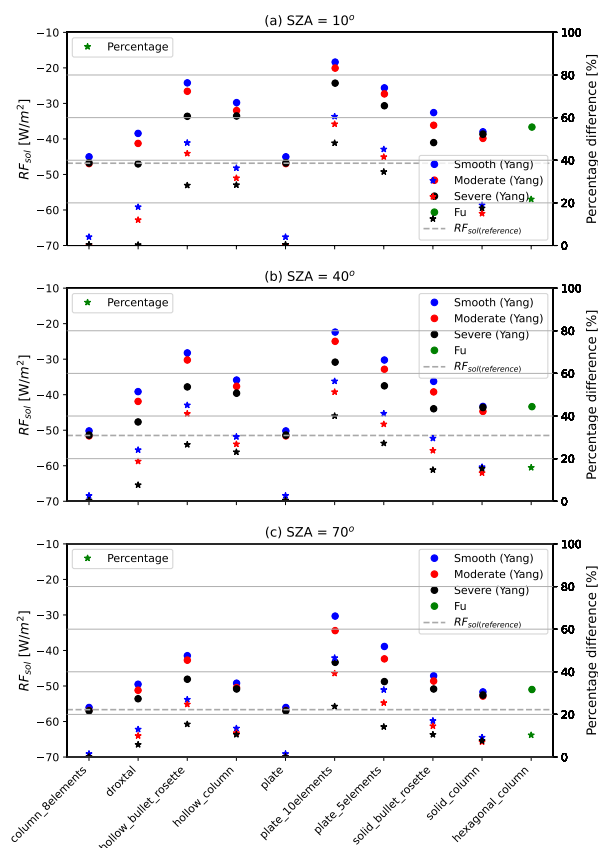 (a) SZA = 10°
Percentage
Smooth (Yang)
Moderate (Yang)
Severe (Yang)
Fu
RF_sol(reference)
−10
−20
−30
−40
−50
−60
−70
RF_sol [W/m²]
100
80
60
40
20
0
Percentage difference [%]
(b) SZA = 40°
Percentage
Smooth (Yang)
Moderate (Yang)
Severe (Yang)
Fu
RF_sol(reference)
−10
−20
−30
−40
−50
−60
−70
RF_sol [W/m²]
100
80
60
40
20
0
Percentage difference [%]
(c) SZA = 70°
Percentage
Smooth (Yang)
Moderate (Yang)
Severe (Yang)
Fu
RF_sol(reference)
−10
−20
−30
−40
−50
−60
−70
RF_sol [W/m²]
100
80
60
40
20
0
Percentage difference [%]
column_8elements
droxtal
hollow_bullet_rosette
hollow_column
plate
plate_10elements
plate_5elements
solid_bullet_rosette
solid_column
hexagonal_column